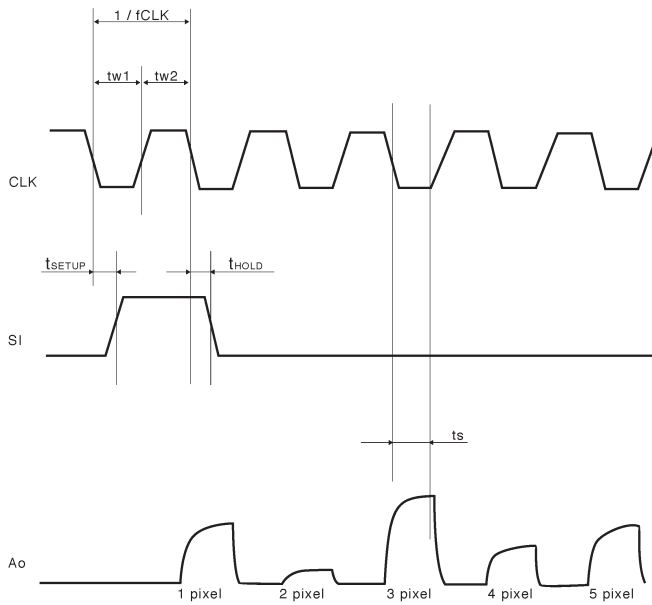 1 / fCLK
tw1 tw2
CLK
tSETUP tHOLD
SI
ts
Ao
1 pixel 2 pixel 3 pixel 4 pixel 5 pixel